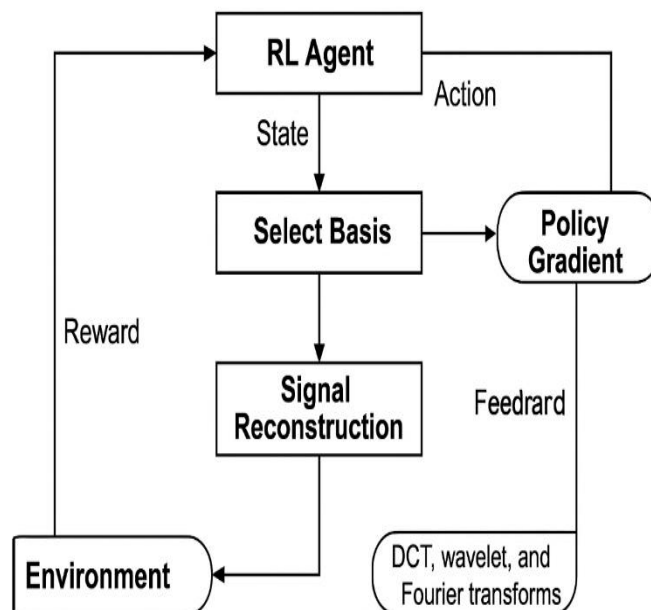 RL Agent
Action
State
Select Basis
Policy
Gradient
Reward
Signal
Reconstruction
Feedrard
Environment
DCT, wavelet, and
Fourier transforms